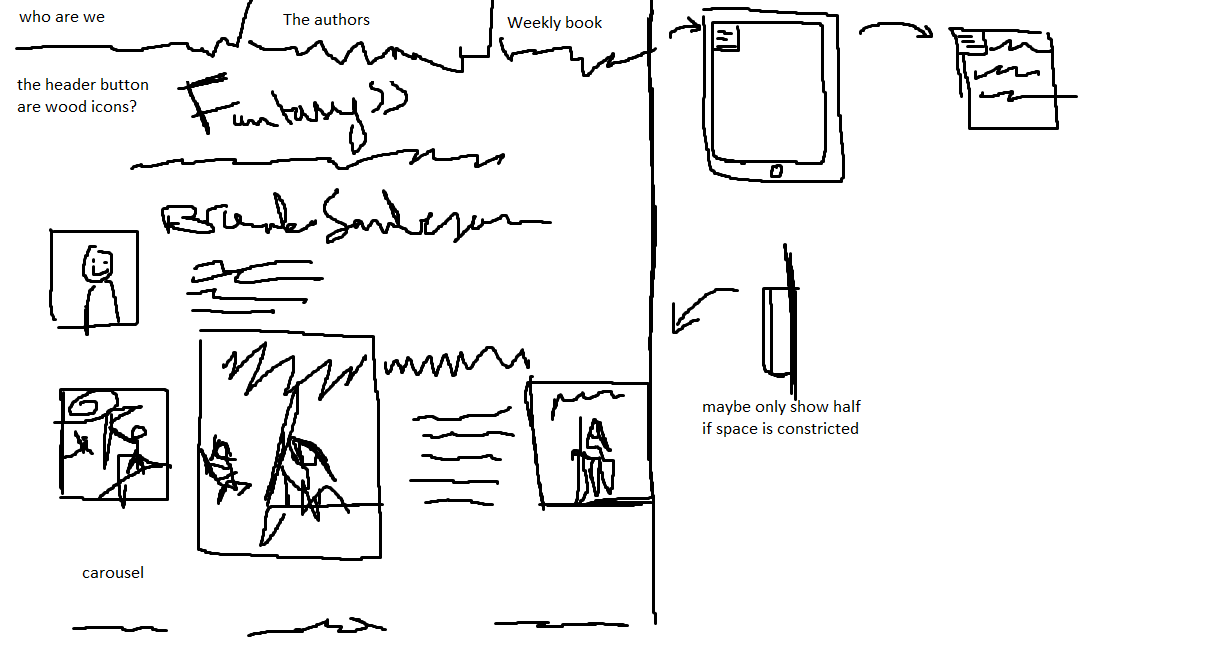 who are we
The authors
Weekly book
the header button
are wood icons?
Fantasy
maybe only show half
if space is constricted
carousel